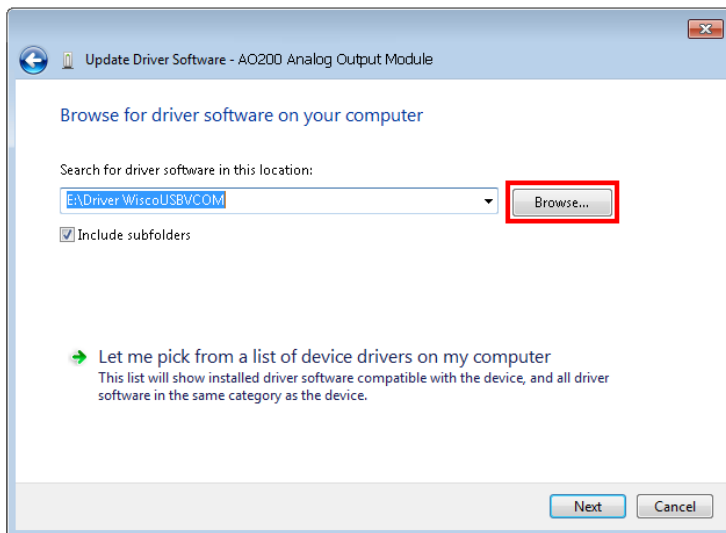 Update Driver Software - AO200 Analog Output Module
Browse for driver software on your computer
Search for driver software in this location:
E:\Driver WiscoUSBVCOM
Browse...
Include subfolders
Let me pick from a list of device drivers on my computer
This list will show installed driver software compatible with the device, and all driver
software in the same category as the device.
Next
Cancel